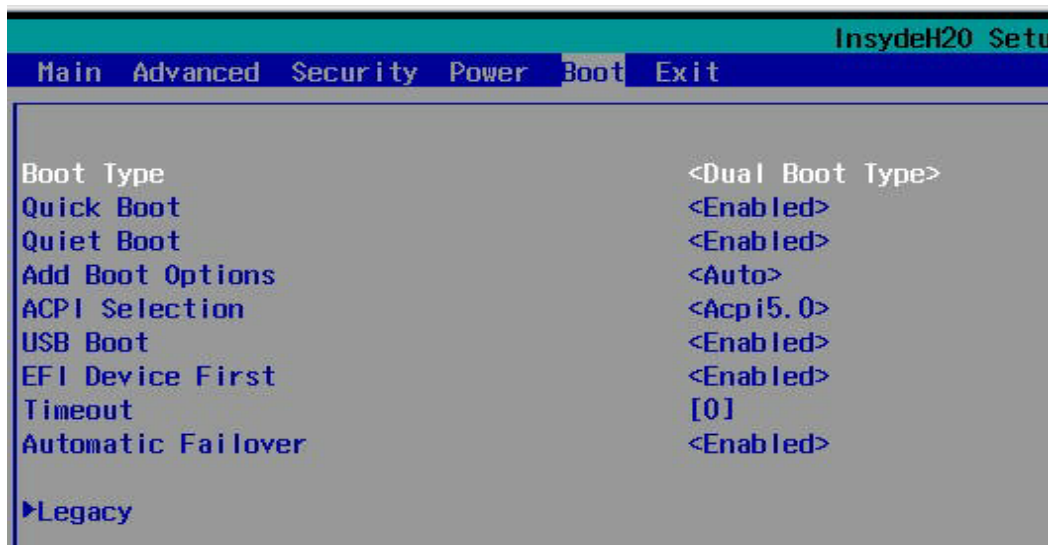 InsydeH20 Setu
Main Advanced Security Power Boot Exit
Boot Type <Dual Boot Type>
Quick Boot <Enabled>
Quiet Boot <Enabled>
Add Boot Options <Auto>
ACPI Selection <Acpi5.0>
USB Boot <Enabled>
EFI Device First <Enabled>
Timeout [0]
Automatic Failover <Enabled>
▶Legacy